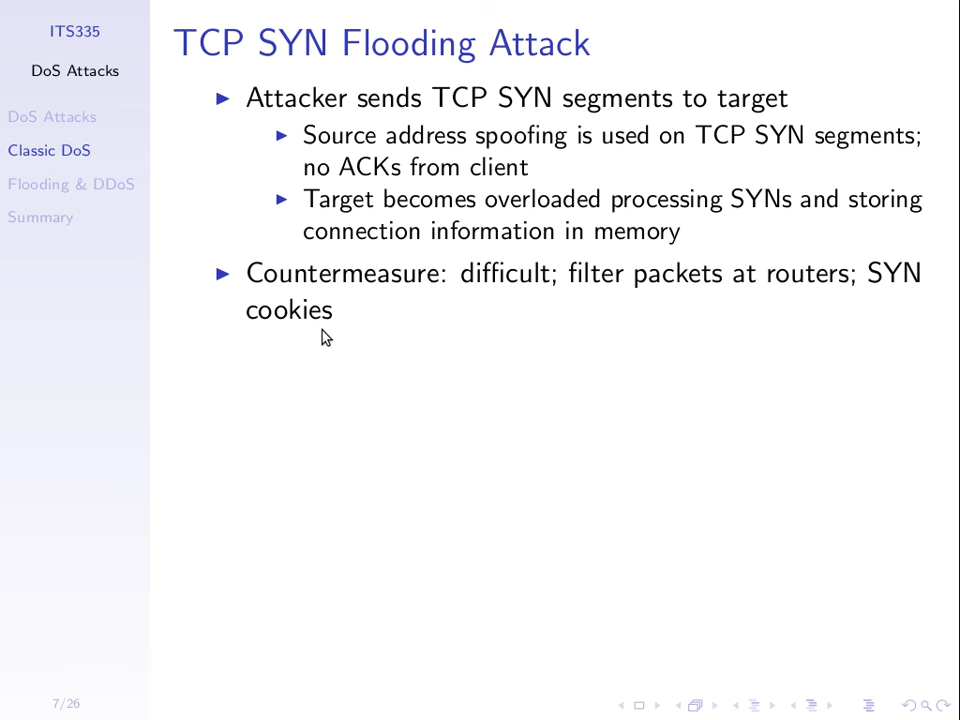 ITS335
DoS Attacks
DoS Attacks
Classic DoS
Flooding & DDoS
Summary
TCP SYN Flooding Attack
Attacker sends TCP SYN segments to target
Source address spoofing is used on TCP SYN segments;
no ACKs from client
Target becomes overloaded processing SYNs and storing
connection information in memory
Countermeasure: difficult; filter packets at routers; SYN
cookies
7/26